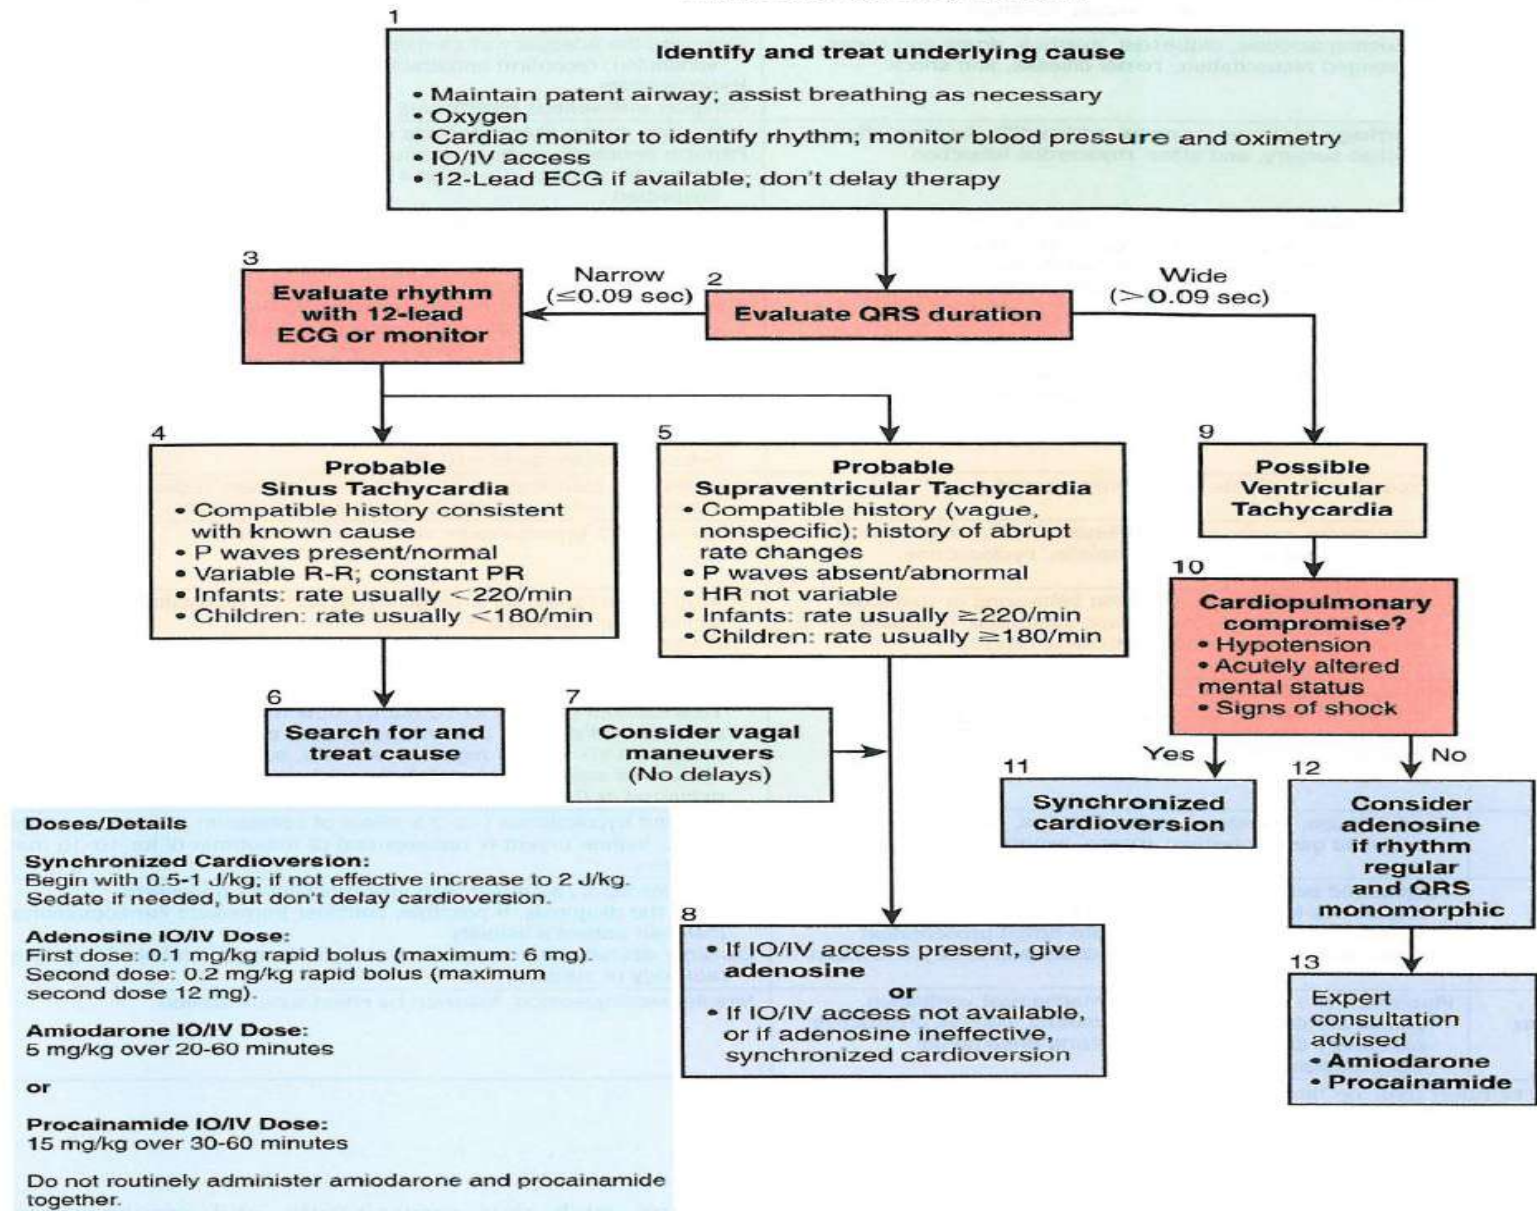 1
Identify and treat underlying cause
• Maintain patent airway; assist breathing as necessary
• Oxygen
• Cardiac monitor to identify rhythm; monitor blood pressure and oximetry
• IO/IV access
• 12-Lead ECG if available; don't delay therapy
2
Evaluate QRS duration
Narrow
(≤0.09 sec)
Wide
(>0.09 sec)
3
Evaluate rhythm
with 12-lead
ECG or monitor
4
Probable
Sinus Tachycardia
• Compatible history consistent
with known cause
• P waves present/normal
• Variable R-R; constant PR
• Infants: rate usually <220/min
• Children: rate usually <180/min
5
Probable
Supraventricular Tachycardia
• Compatible history (vague,
nonspecific); history of abrupt
rate changes
• P waves absent/abnormal
• HR not variable
• Infants: rate usually ≥220/min
• Children: rate usually ≥180/min
9
Possible
Ventricular
Tachycardia
10
Cardiopulmonary
compromise?
• Hypotension
• Acutely altered
mental status
• Signs of shock
6
Search for and
treat cause
7
Consider vagal
maneuvers
(No delays)
Yes
No
11
Synchronized
cardioversion
12
Consider
adenosine
if rhythm
regular
and QRS
monomorphic
8
• If IO/IV access present, give
adenosine
or
• If IO/IV access not available,
or if adenosine ineffective,
synchronized cardioversion
13
Expert
consultation
advised
• Amiodarone
• Procainamide
Doses/Details
Synchronized Cardioversion:
Begin with 0.5-1 J/kg; if not effective increase to 2 J/kg.
Sedate if needed, but don't delay cardioversion.
Adenosine IO/IV Dose:
First dose: 0.1 mg/kg rapid bolus (maximum: 6 mg).
Second dose: 0.2 mg/kg rapid bolus (maximum
second dose 12 mg).
Amiodarone IO/IV Dose:
5 mg/kg over 20-60 minutes
or
Procainamide IO/IV Dose:
15 mg/kg over 30-60 minutes
Do not routinely administer amiodarone and procainamide
together.